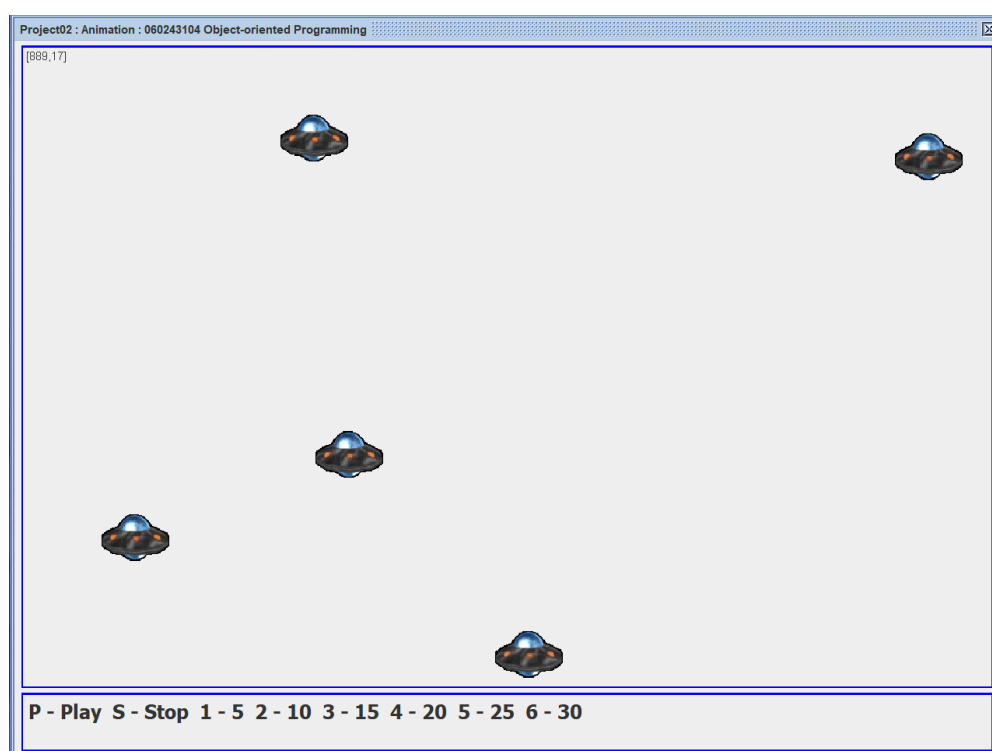 Project02 : Animation : 060243104 Object-oriented Programming
[889,17]
P - Play S - Stop 1 - 5 2 - 10 3 - 15 4 - 20 5 - 25 6 - 30